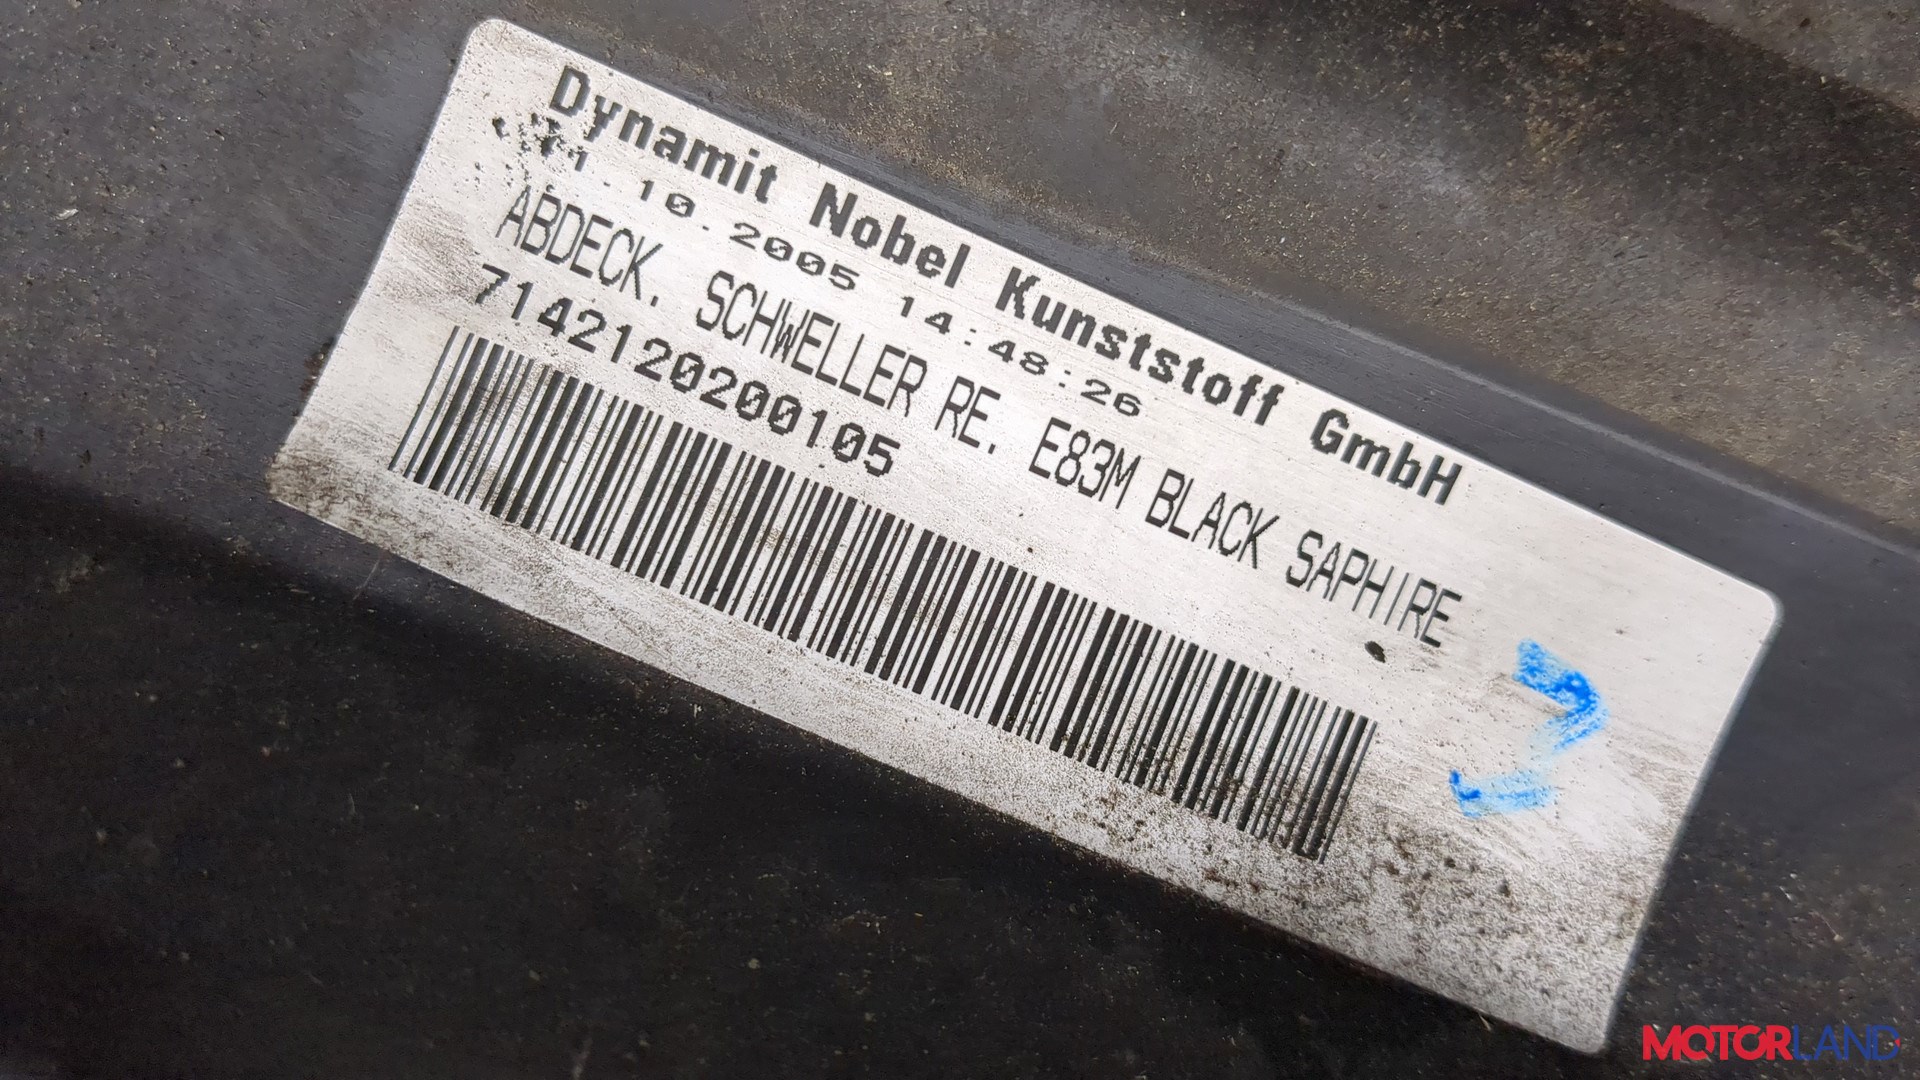 Dynamit Nobel Kunststoff GmbH
10.2005 14:48:26
ABDECK. SCHWELLER RE. E83M BLACK SAPHIRE
7142120200105
MOTORLAND